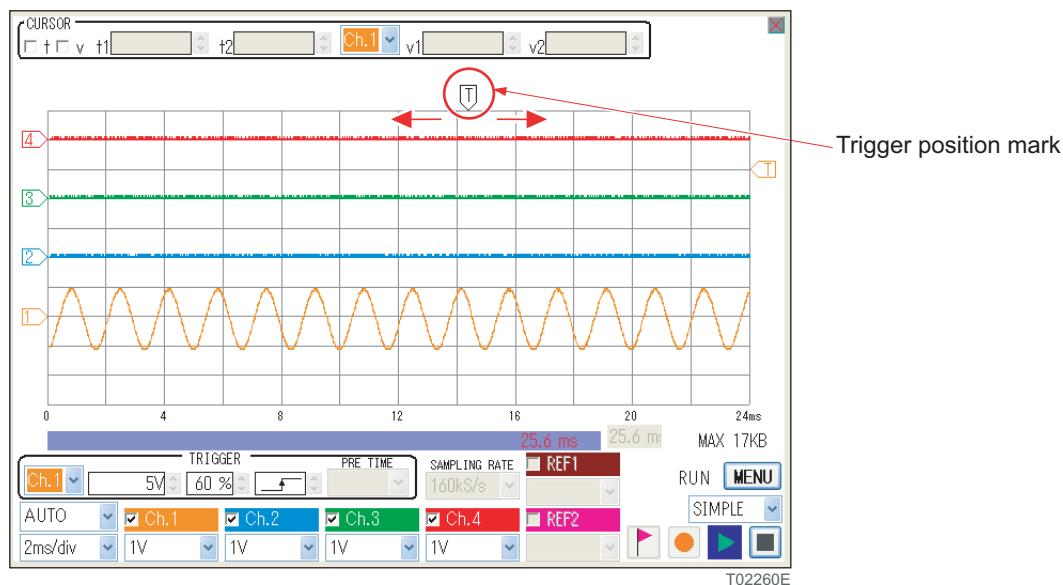 CURSOR
t v t1 t2 Ch.1 v1 v2
T
Trigger position mark
4
T
3
2
1
0 4 8 12 16 20 24ms
25.6 ms 25.6 m MAX 17KB
TRIGGER PRE TIME SAMPLING RATE REF1
Ch.1 5V 60 % 160kS/s RUN MENU
AUTO Ch.1 Ch.2 Ch.3 Ch.4 REF2 SIMPLE
2ms/div 1V 1V 1V 1V
T02260E